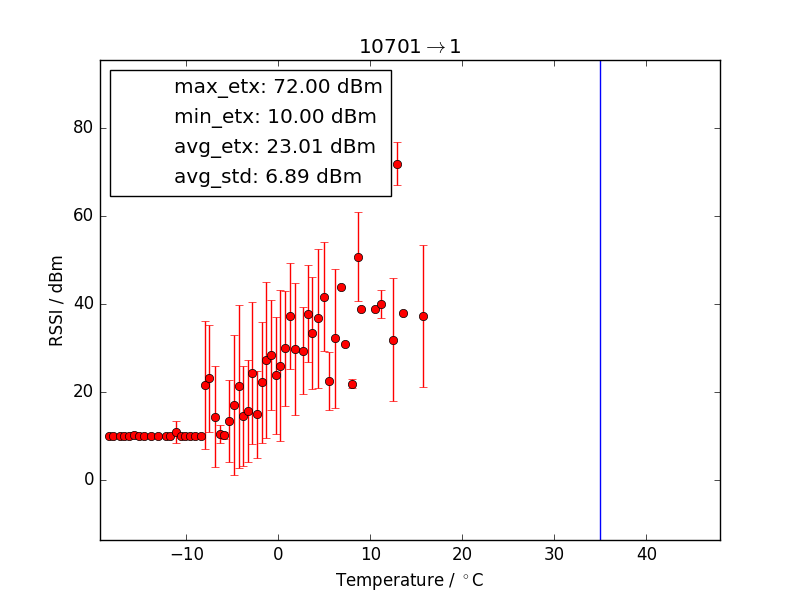 10701→1
max_etx: 72.00 dBm
min_etx: 10.00 dBm
avg_etx: 23.01 dBm
avg_std: 6.89 dBm
RSSI / dBm
80
60
40
20
0
−10 0 10 20 30 40
Temperature / °C